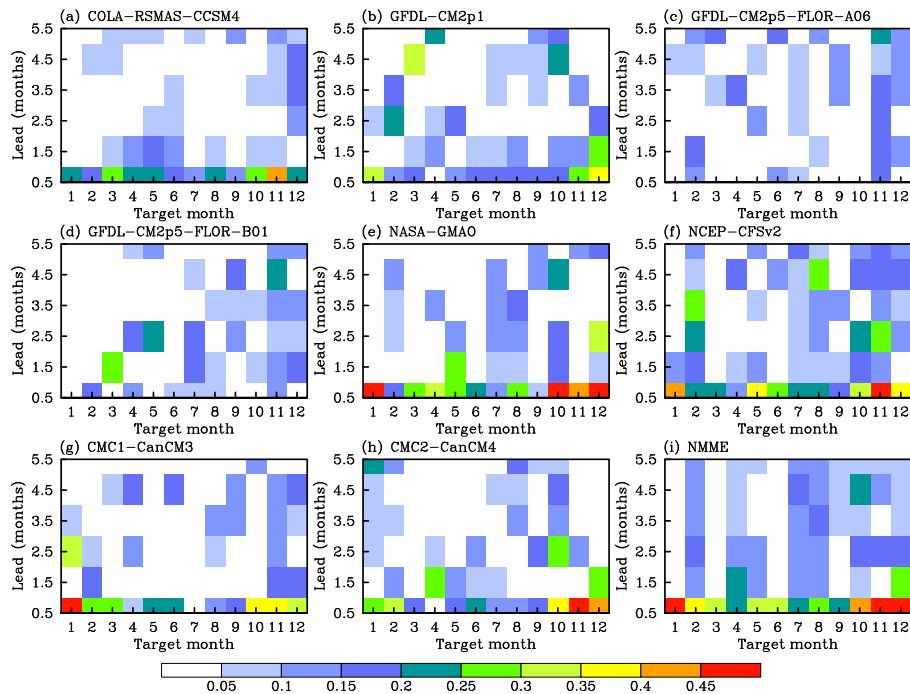 (a) COLA-RSMAS-CCSM4
(b) GFDL-CM2p1
(c) GFDL-CM2p5-FLOR-A06
Lead (months)
5.5
4.5
3.5
2.5
1.5
0.5
1 2 3 4 5 6 7 8 9 10 11 12
Target month
Lead (months)
5.5
4.5
3.5
2.5
1.5
0.5
1 2 3 4 5 6 7 8 9 10 11 12
Target month
Lead (months)
5.5
4.5
3.5
2.5
1.5
0.5
1 2 3 4 5 6 7 8 9 10 11 12
Target month
(d) GFDL-CM2p5-FLOR-B01
(e) NASA-GMAO
(f) NCEP-CFSv2
Lead (months)
5.5
4.5
3.5
2.5
1.5
0.5
1 2 3 4 5 6 7 8 9 10 11 12
Target month
Lead (months)
5.5
4.5
3.5
2.5
1.5
0.5
1 2 3 4 5 6 7 8 9 10 11 12
Target month
Lead (months)
5.5
4.5
3.5
2.5
1.5
0.5
1 2 3 4 5 6 7 8 9 10 11 12
Target month
(g) CMC1-CanCM3
(h) CMC2-CanCM4
(i) NMME
Lead (months)
5.5
4.5
3.5
2.5
1.5
0.5
1 2 3 4 5 6 7 8 9 10 11 12
Target month
Lead (months)
5.5
4.5
3.5
2.5
1.5
0.5
1 2 3 4 5 6 7 8 9 10 11 12
Target month
Lead (months)
5.5
4.5
3.5
2.5
1.5
0.5
1 2 3 4 5 6 7 8 9 10 11 12
Target month
0.05 0.1 0.15 0.2 0.25 0.3 0.35 0.4 0.45